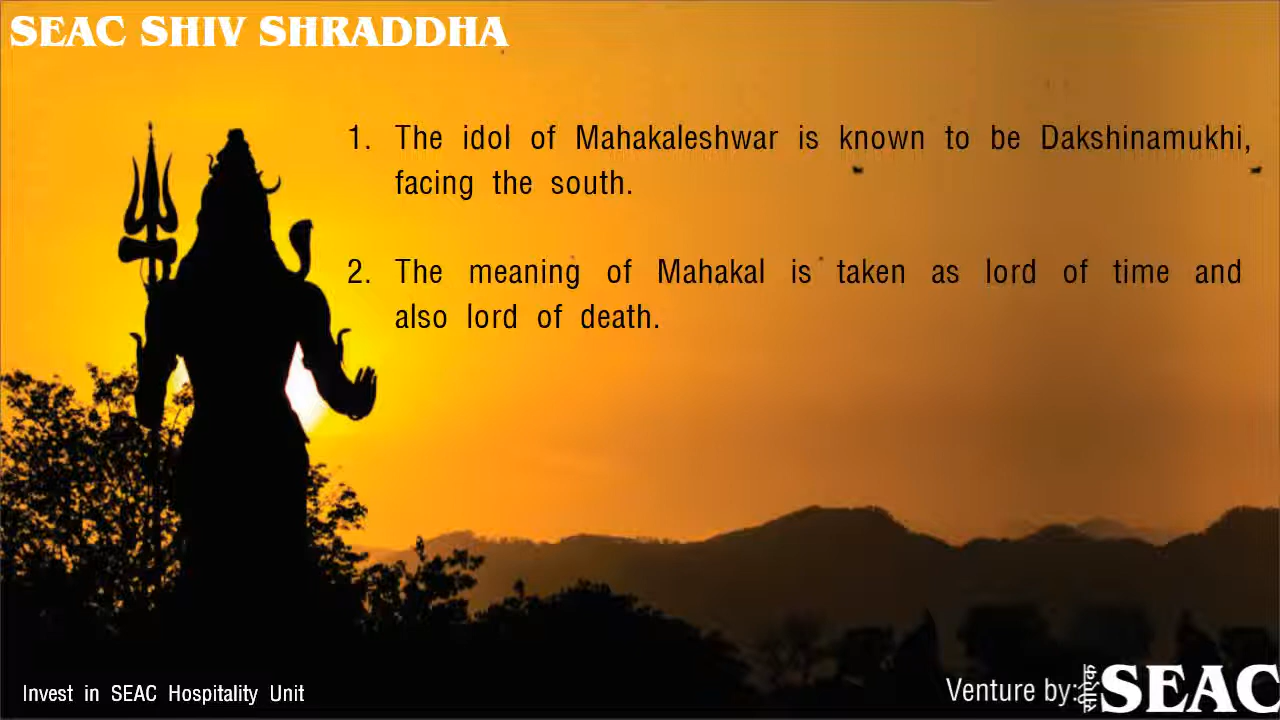 SEAC SHIV SHRADDHA
1. The idol of Mahakaleshwar is known to be Dakshinamukhi,
facing the south.
2. The meaning of Mahakal is taken as lord of time and
also lord of death.
Invest in SEAC Hospitality Unit
Venture by: सीएक SEAC